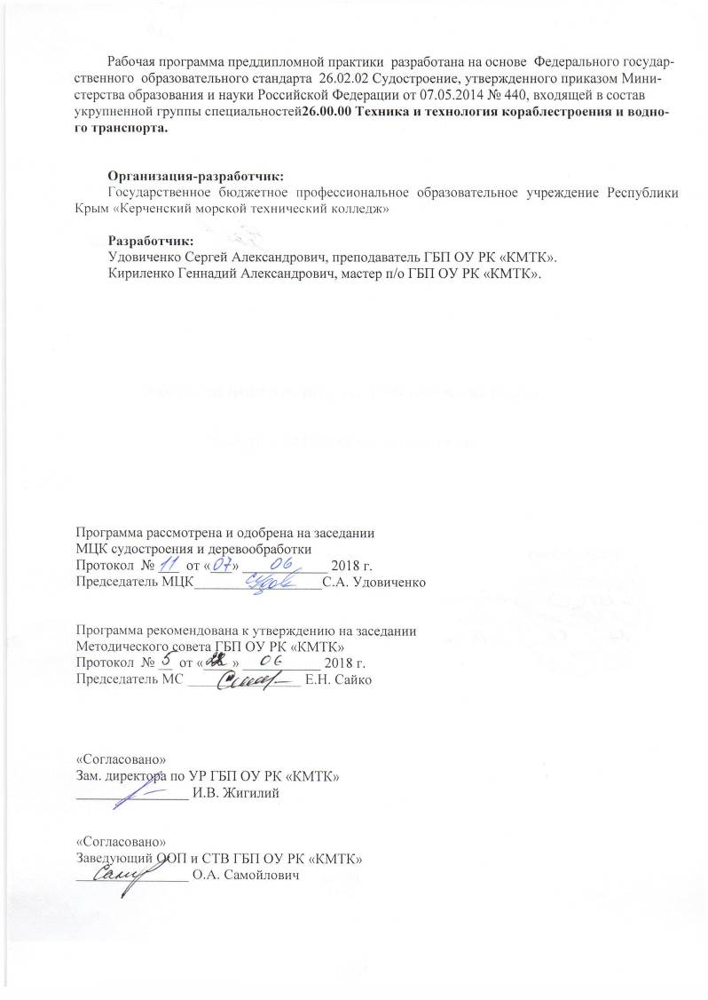 Рабочая программа преддипломной практики разработана на основе Федерального государ-
ственного образовательного стандарта 26.02.02 Судостроение, утвержденного приказом Мини-
стерства образования и науки Российской Федерации от 07.05.2014 № 440, входящей в состав
укрупненной группы специальностей26.00.00 Техника и технология кораблестроения и водно-
го транспорта.
Организация-разработчик:
Государственное бюджетное профессиональное образовательное учреждение Республики
Крым «Керченский морской технический колледж»
Разработчик:
Удовиченко Сергей Александрович, преподаватель ГБП ОУ РК «КМТК».
Кириленко Геннадий Александрович, мастер п/о ГБП ОУ РК «КМТК».
Программа рассмотрена и одобрена на заседании
МЦК судостроения и деревообработки
Протокол № 11 от «07» 06 2018 г.
Председатель МЦК С.А. Удовиченко
Программа рекомендована к утверждению на заседании
Методического совета ГБП ОУ РК «КМТК»
Протокол № 5 от « » 06 2018 г.
Председатель МС Е.Н. Сайко
«Согласовано»
Зам. директора по УР ГБП ОУ РК «КМТК»
И.В. Жигилий
«Согласовано»
Заведующий ООП и СТВ ГБП ОУ РК «КМТК»
О.А. Самойлович